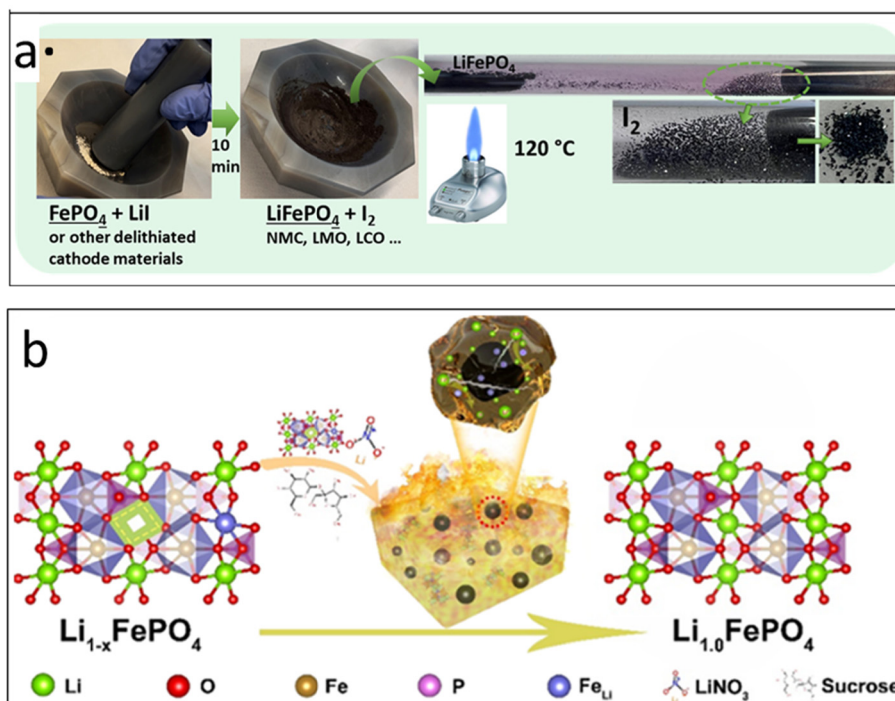 a.
LiFePO4
I2
10
min
120 °C
FePO4 + LiI
or other delithiated
cathode materials
LiFePO4 + I2
NMC, LMO, LCO ...
b
Li
Li1-xFePO4
Li1.0FePO4
Li
O
Fe
P
FeLi
LiNO3
Sucrose